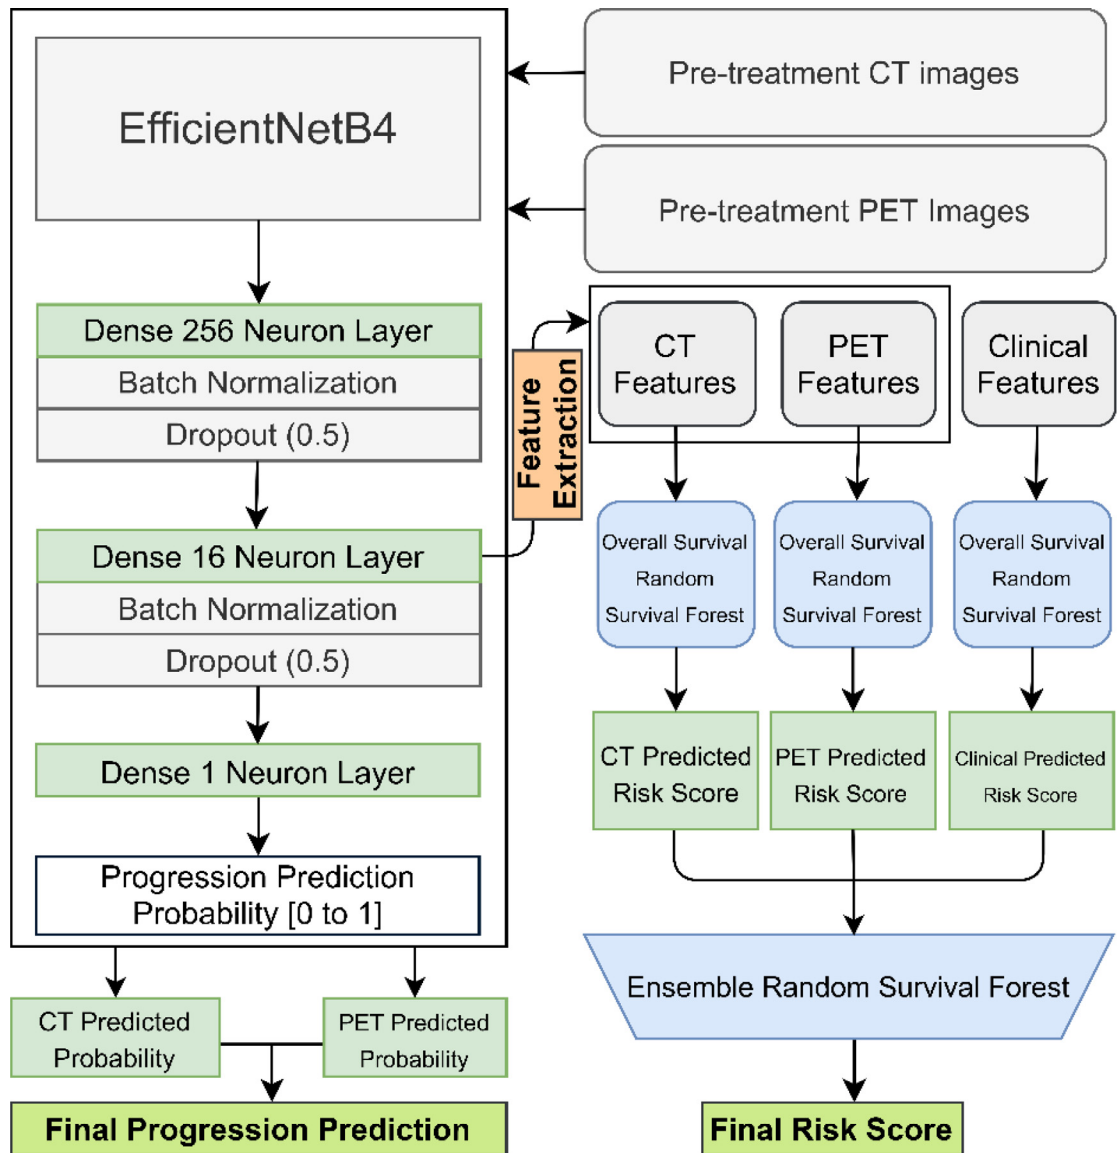 EfficientNetB4
Dense 256 Neuron Layer
Batch Normalization
Dropout (0.5)
Dense 16 Neuron Layer
Batch Normalization
Dropout (0.5)
Dense 1 Neuron Layer
Progression Prediction
Probability [0 to 1]
CT Predicted
Probability
PET Predicted
Probability
Final Progression Prediction
Pre-treatment CT images
Pre-treatment PET Images
Feature
Extraction
CT
Features
PET
Features
Clinical
Features
Overall Survival
Random
Survival Forest
Overall Survival
Random
Survival Forest
Overall Survival
Random
Survival Forest
CT Predicted
Risk Score
PET Predicted
Risk Score
Clinical Predicted
Risk Score
Ensemble Random Survival Forest
Final Risk Score